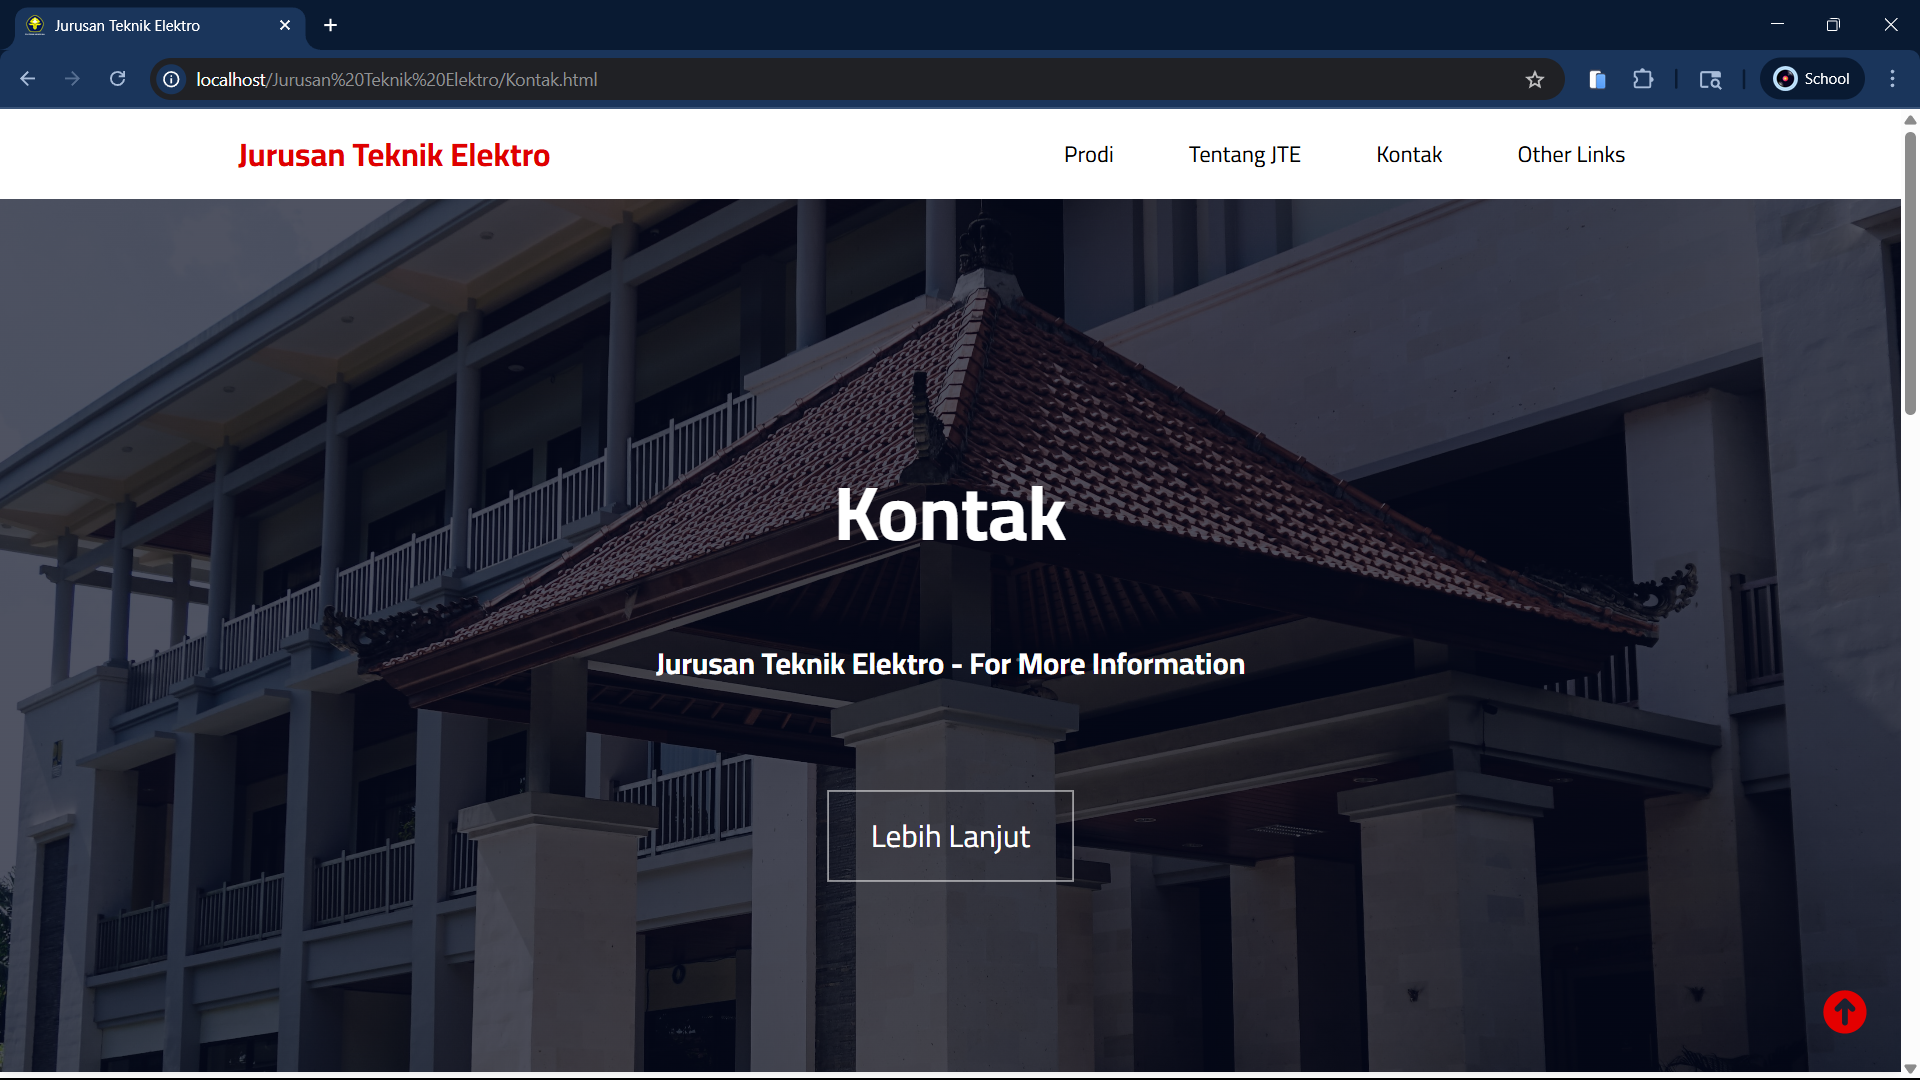 Jurusan Teknik Elektro
localhost/Jurusan%20Teknik%20Elektro/Kontak.html
School
Jurusan Teknik Elektro
Prodi
Tentang JTE
Kontak
Other Links
Kontak
Jurusan Teknik Elektro - For More Information
Lebih Lanjut